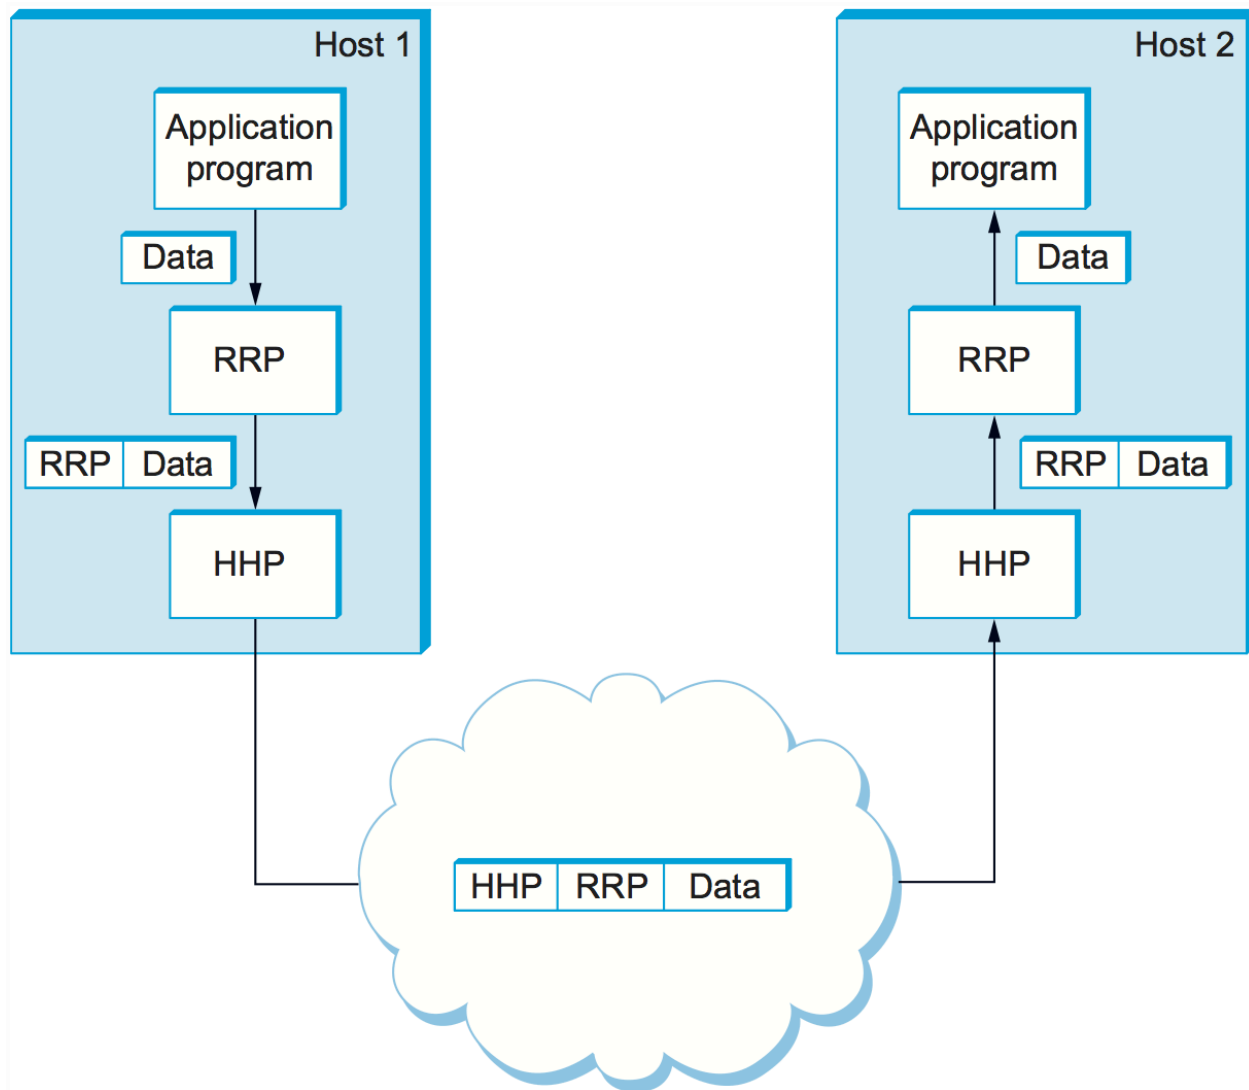 Host 1
Application
program
Data
RRP
RRP Data
HHP
Host 2
Application
program
Data
RRP
RRP Data
HHP
HHP RRP Data